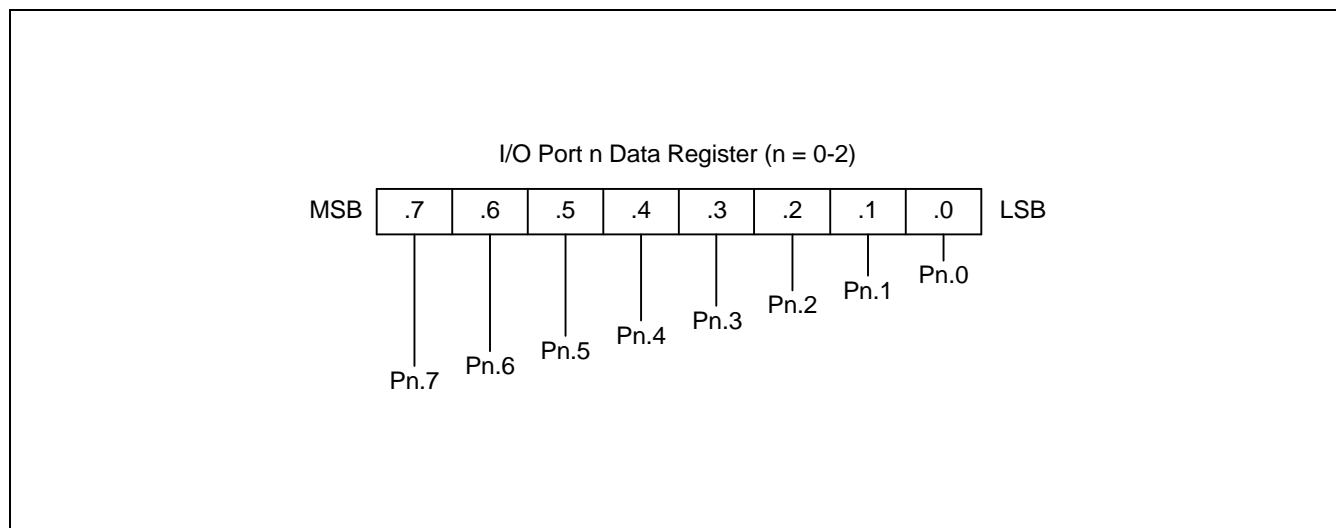 I/O Port n Data Register (n = 0-2)
MSB .7 .6 .5 .4 .3 .2 .1 .0 LSB
Pn.7 Pn.6 Pn.5 Pn.4 Pn.3 Pn.2 Pn.1 Pn.0